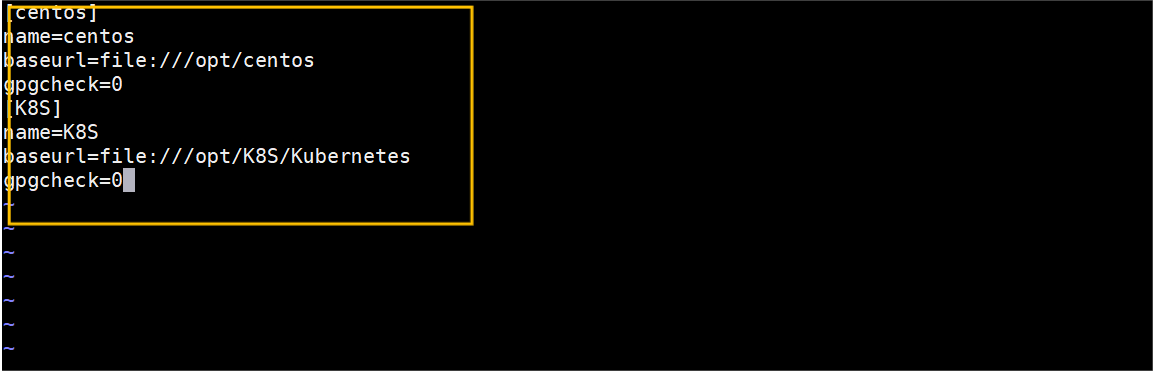 [centos]
name=centos
baseurl=file:///opt/centos
gpgcheck=0
[K8S]
name=K8S
baseurl=file:///opt/K8S/Kubernetes
gpgcheck=0
~
~
~
~
~
~
~